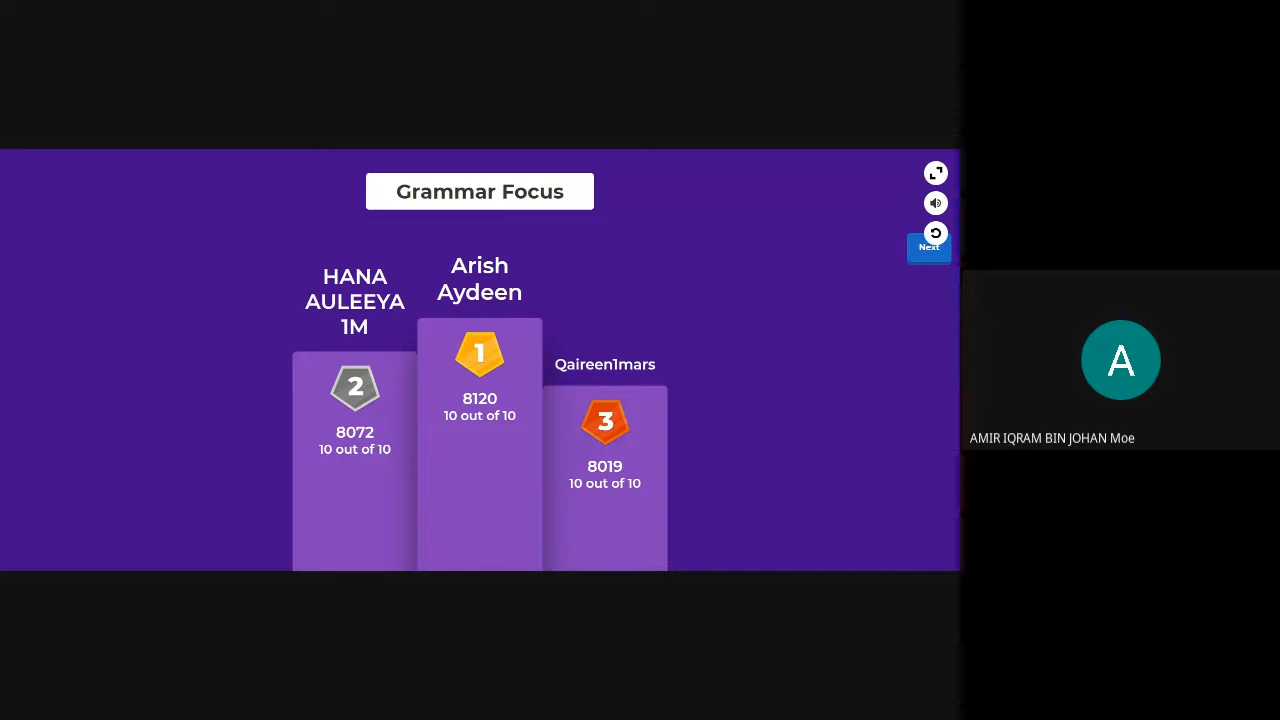 Grammar Focus
Next
HANA
AULEEYA
1M
2
8072
10 out of 10
Arish
Aydeen
1
8120
10 out of 10
Qaireen1mars
3
8019
10 out of 10
A
AMIR IQRAM BIN JOHAN Moe